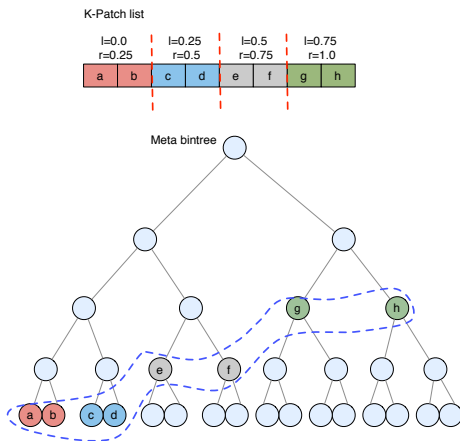 K-Patch list
l=0.0 l=0.25 l=0.5 l=0.75
r=0.25 r=0.5 r=0.75 r=1.0
a b c d e f g h
Meta bintree
g h
e f
a b c d